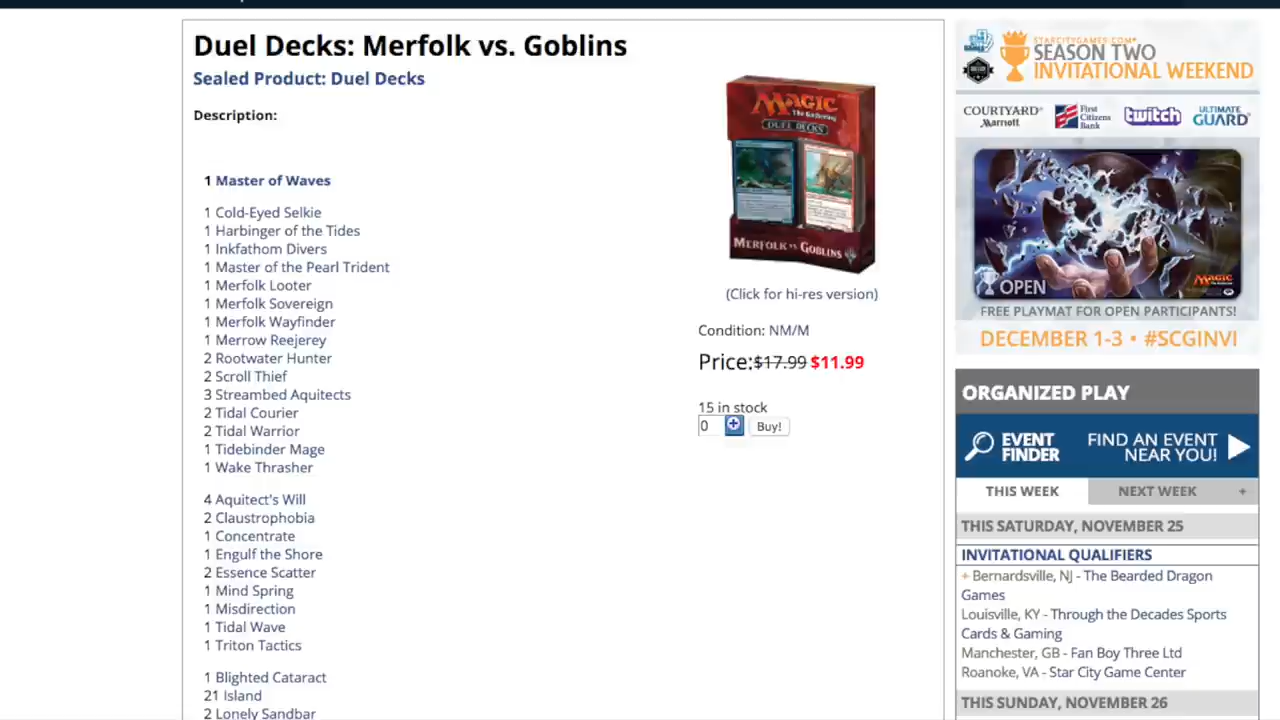 Duel Decks: Merfolk vs. Goblins
Sealed Product: Duel Decks
Description:
1 Master of Waves
1 Cold-Eyed Selkie
1 Harbinger of the Tides
1 Inkfathom Divers
1 Master of the Pearl Trident
1 Merfolk Looter
1 Merfolk Sovereign
1 Merfolk Wayfinder
1 Merrow Reejerey
2 Rootwater Hunter
2 Scroll Thief
3 Streambed Aquitects
2 Tidal Courier
2 Tidal Warrior
1 Tidebinder Mage
1 Wake Thrasher
4 Aquitect's Will
2 Claustrophobia
1 Concentrate
1 Engulf the Shore
2 Essence Scatter
1 Mind Spring
1 Misdirection
1 Tidal Wave
1 Triton Tactics
1 Blighted Cataract
21 Island
2 Lonely Sandbar
MAGIC
The Gathering
DUEL DECKS
MERFOLK VS GOBLINS
(Click for hi-res version)
Condition: NM/M
Price:$17.99 $11.99
15 in stock
0
Buy!
STARCITYGAMES.COM®
SEASON TWO
INVITATIONAL WEEKEND
COURTYARD®
Marriott
First
Citizens
Bank
twitch
ULTIMATE
GUARD
OPEN
MAGIC
FREE PLAYMAT FOR OPEN PARTICIPANTS!
DECEMBER 1-3 • #SCGINVI
ORGANIZED PLAY
EVENT
FINDER
FIND AN EVENT
NEAR YOU!
THIS WEEK
NEXT WEEK
+
THIS SATURDAY, NOVEMBER 25
INVITATIONAL QUALIFIERS
+ Bernardsville, NJ - The Bearded Dragon
Games
Louisville, KY - Through the Decades Sports
Cards & Gaming
Manchester, GB - Fan Boy Three Ltd
Roanoke, VA - Star City Game Center
THIS SUNDAY, NOVEMBER 26